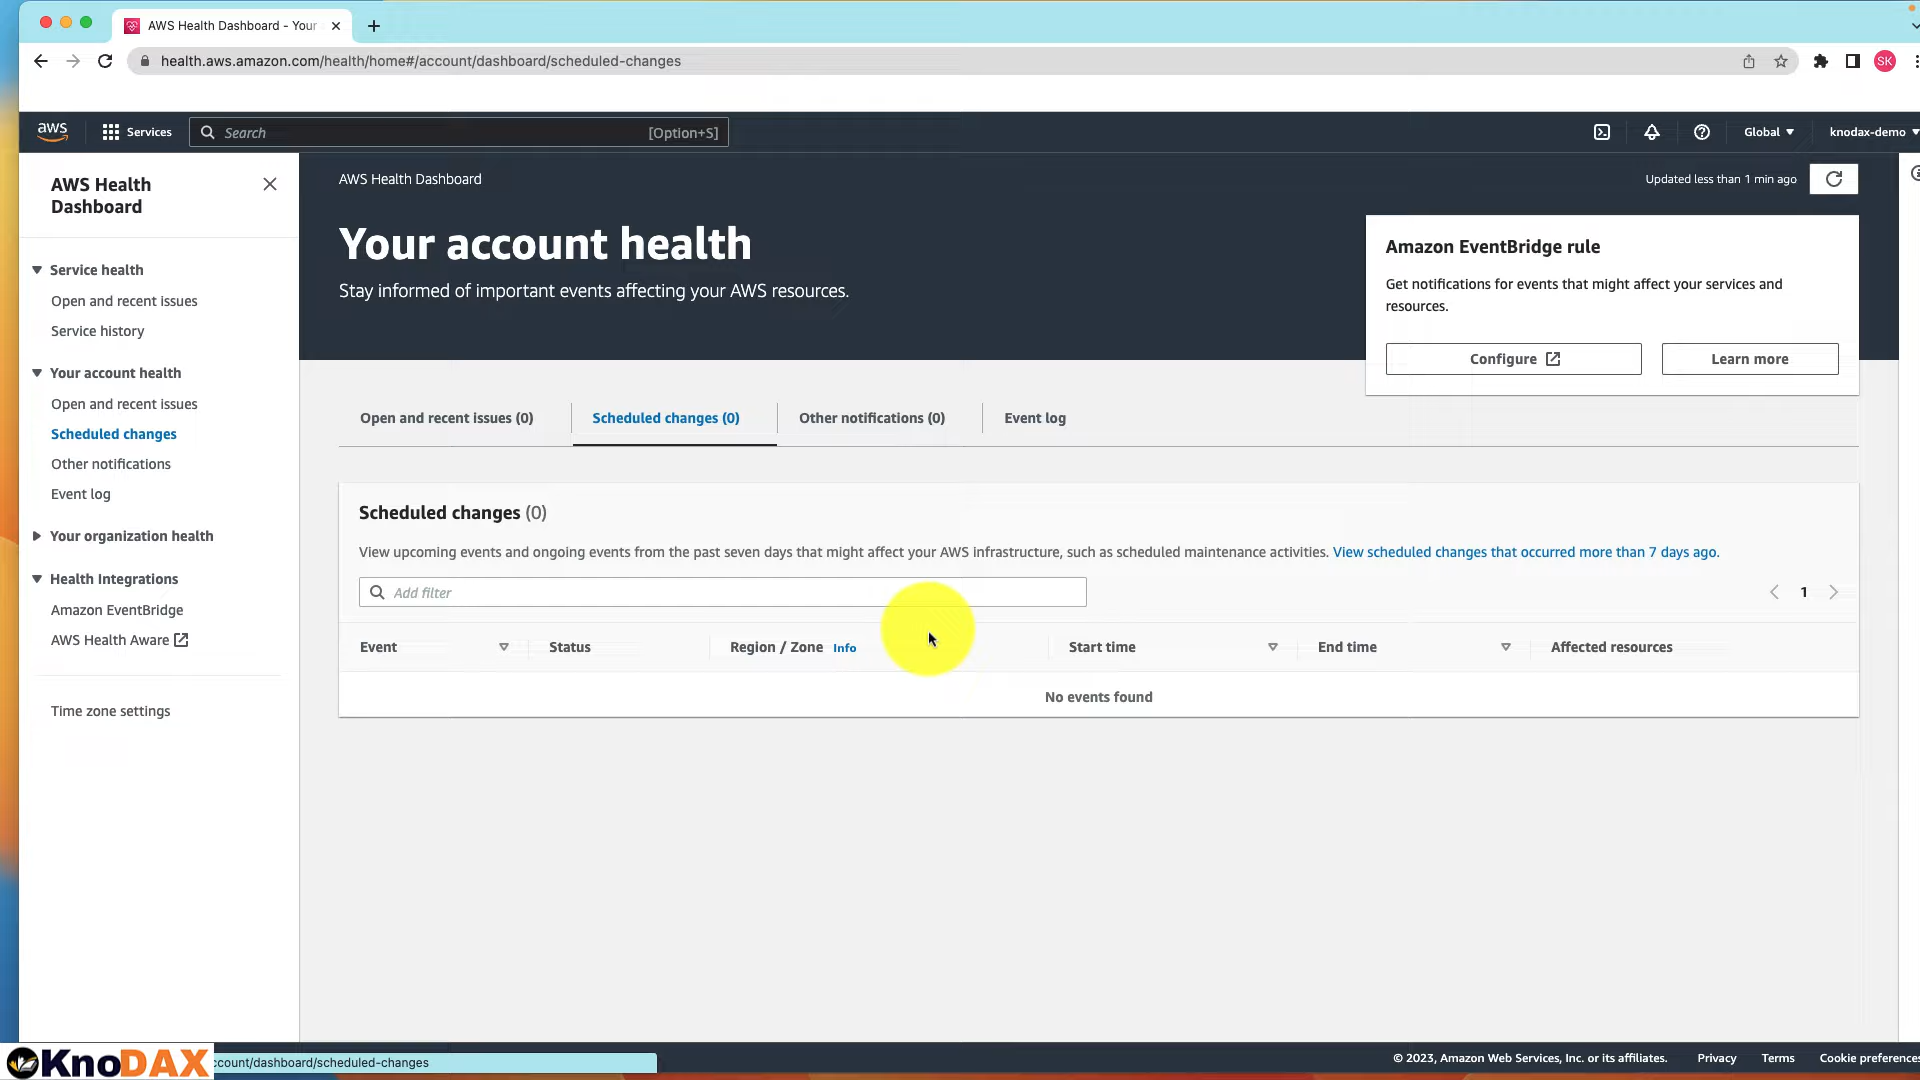 AWS Health Dashboard - Your
health.aws.amazon.com/health/home#/account/dashboard/scheduled-changes
SK
aws
Services
Search
[Option+S]
Global
knodax-demo
AWS Health
Dashboard
Service health
Open and recent issues
Service history
Your account health
Open and recent issues
Scheduled changes
Other notifications
Event log
Your organization health
Health Integrations
Amazon EventBridge
AWS Health Aware
Time zone settings
AWS Health Dashboard
Updated less than 1 min ago
Your account health
Stay informed of important events affecting your AWS resources.
Amazon EventBridge rule
Get notifications for events that might affect your services and
resources.
Configure
Learn more
Open and recent issues (0)
Scheduled changes (0)
Other notifications (0)
Event log
Scheduled changes (0)
View upcoming events and ongoing events from the past seven days that might affect your AWS infrastructure, such as scheduled maintenance activities. View scheduled changes that occurred more than 7 days ago.
Add filter
1
Event
Status
Region / Zone Info
Start time
End time
Affected resources
No events found
KnoDAX
ccount/dashboard/scheduled-changes
© 2023, Amazon Web Services, Inc. or its affiliates.
Privacy
Terms
Cookie preferences